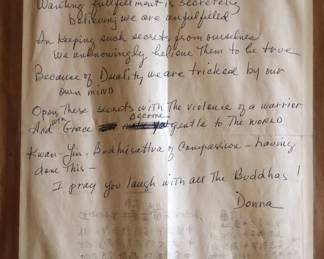 Wanting fullfillment is secretely
believing we are unfulfilled
In keeping such secrets from ourselves
We unknowingly believe them to be true
Because of Duality we are tricked by our
own mind
Open These secrets with The violence of a warrior
And with Grace become gentle to The world
Kwan-Yin, Bodhisattva of Compassion - having
done this -
I pray you laugh with all The Buddhas!
Donna